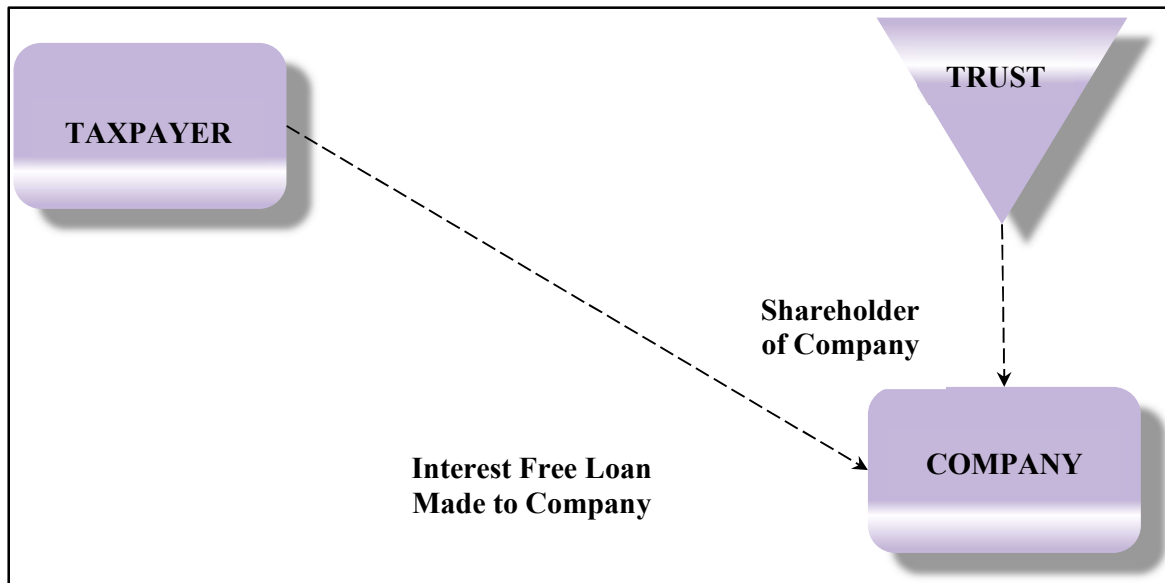 TAXPAYER
TRUST
Shareholder
of Company
Interest Free Loan
Made to Company
COMPANY